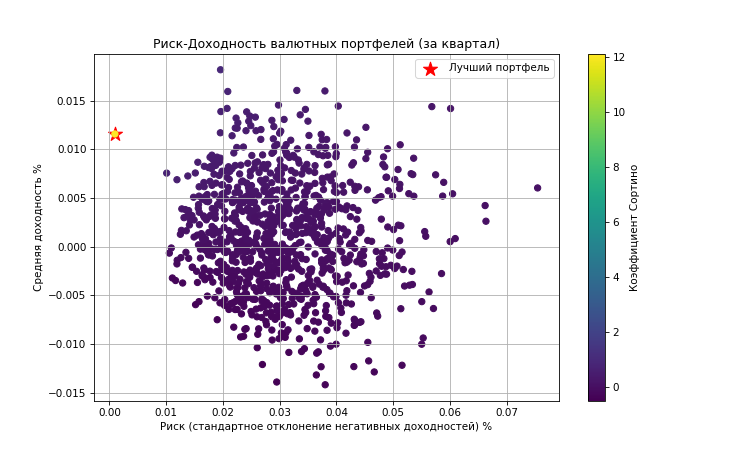 Риск-Доходность валютных портфелей (за квартал)
Лучший портфель
Средняя доходность %
0.015
0.010
0.005
0.000
−0.005
−0.010
−0.015
0.00 0.01 0.02 0.03 0.04 0.05 0.06 0.07
Риск (стандартное отклонение негативных доходностей) %
12
10
8
6
4
2
0
Коэффициент Сортино